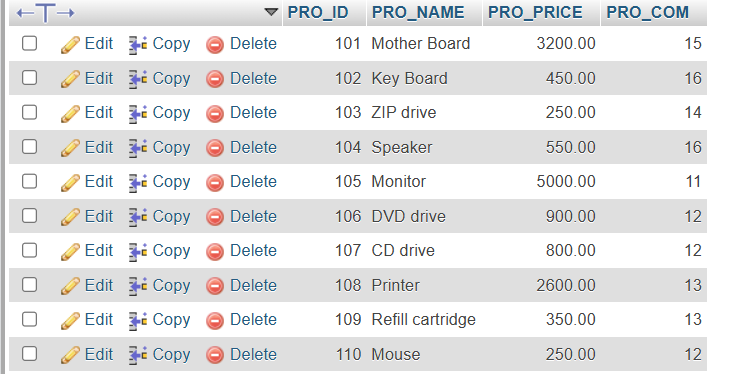 PRO_ID PRO_NAME PRO_PRICE PRO_COM
Edit Copy Delete 101 Mother Board 3200.00 15
Edit Copy Delete 102 Key Board 450.00 16
Edit Copy Delete 103 ZIP drive 250.00 14
Edit Copy Delete 104 Speaker 550.00 16
Edit Copy Delete 105 Monitor 5000.00 11
Edit Copy Delete 106 DVD drive 900.00 12
Edit Copy Delete 107 CD drive 800.00 12
Edit Copy Delete 108 Printer 2600.00 13
Edit Copy Delete 109 Refill cartridge 350.00 13
Edit Copy Delete 110 Mouse 250.00 12